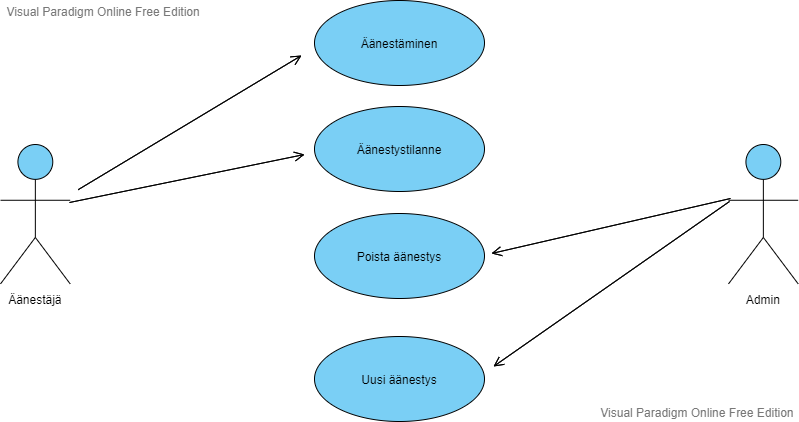 Visual Paradigm Online Free Edition
Äänestäminen
Äänestystilanne
Poista äänestys
Äänestäjä
Admin
Uusi äänestys
Visual Paradigm Online Free Edition